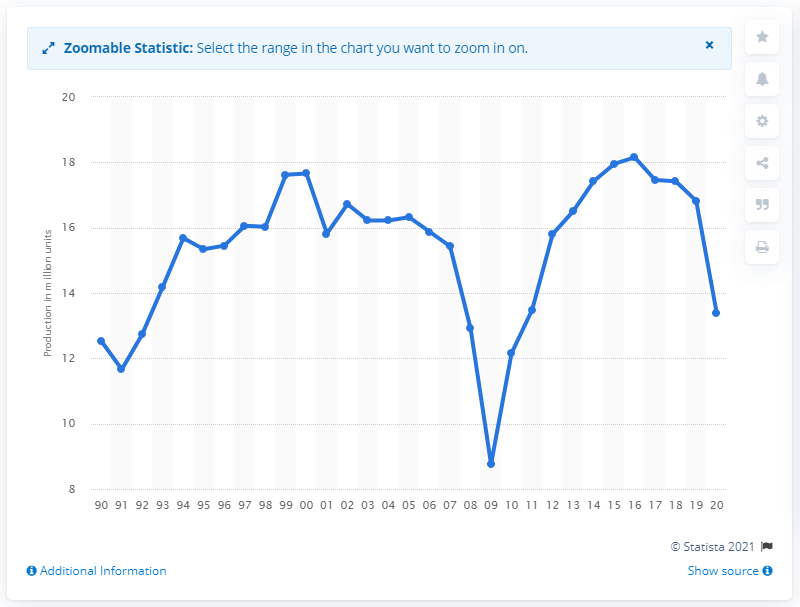 Zoomable Statistic: Select the range in the chart you want to zoom in on. ×
20
18
16
14
12
10
8
Production in million units
90 91 92 93 94 95 96 97 98 99 00 01 02 03 04 05 06 07 08 09 10 11 12 13 14 15 16 17 18 19 20
© Statista 2021
Additional Information
Show source